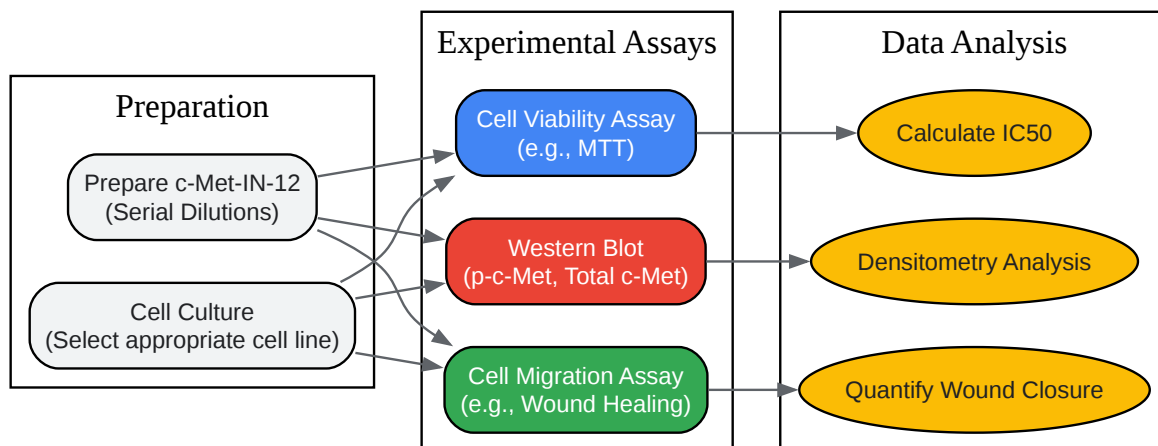 Preparation
Prepare c-Met-IN-12
(Serial Dilutions)
Cell Culture
(Select appropriate cell line)
Experimental Assays
Cell Viability Assay
(e.g., MTT)
Western Blot
(p-c-Met, Total c-Met)
Cell Migration Assay
(e.g., Wound Healing)
Data Analysis
Calculate IC50
Densitometry Analysis
Quantify Wound Closure